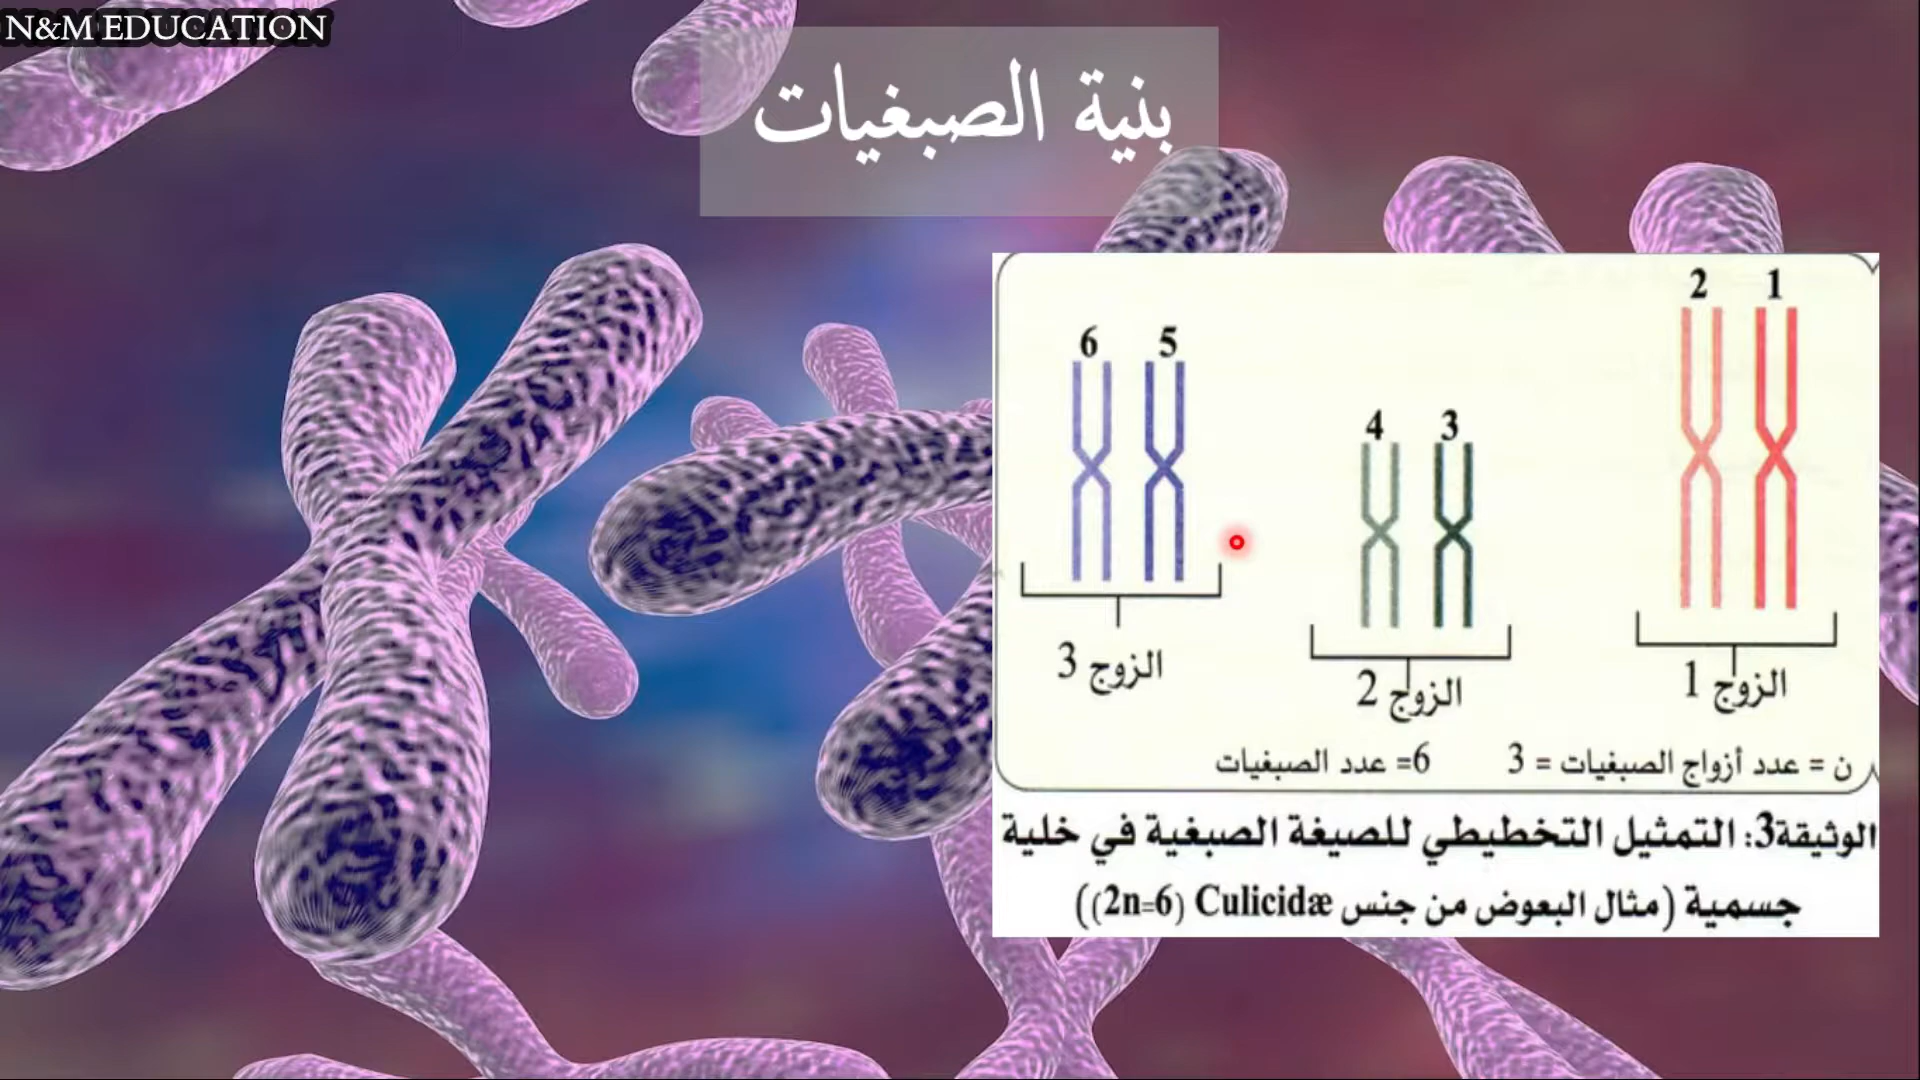 N&M EDUCATION
بنية الصبغيات
2 1
6 5
4 3
الزوج 3
الزوج 2
الزوج 1
ن = عدد أزواج الصبغيات = 3
6= عدد الصبغيات
الوثيقة3: التمثيل التخطيطي للصيغة الصبغية في خلية
جسمية (مثال البعوض من جنس Culicidæ (2n=6))